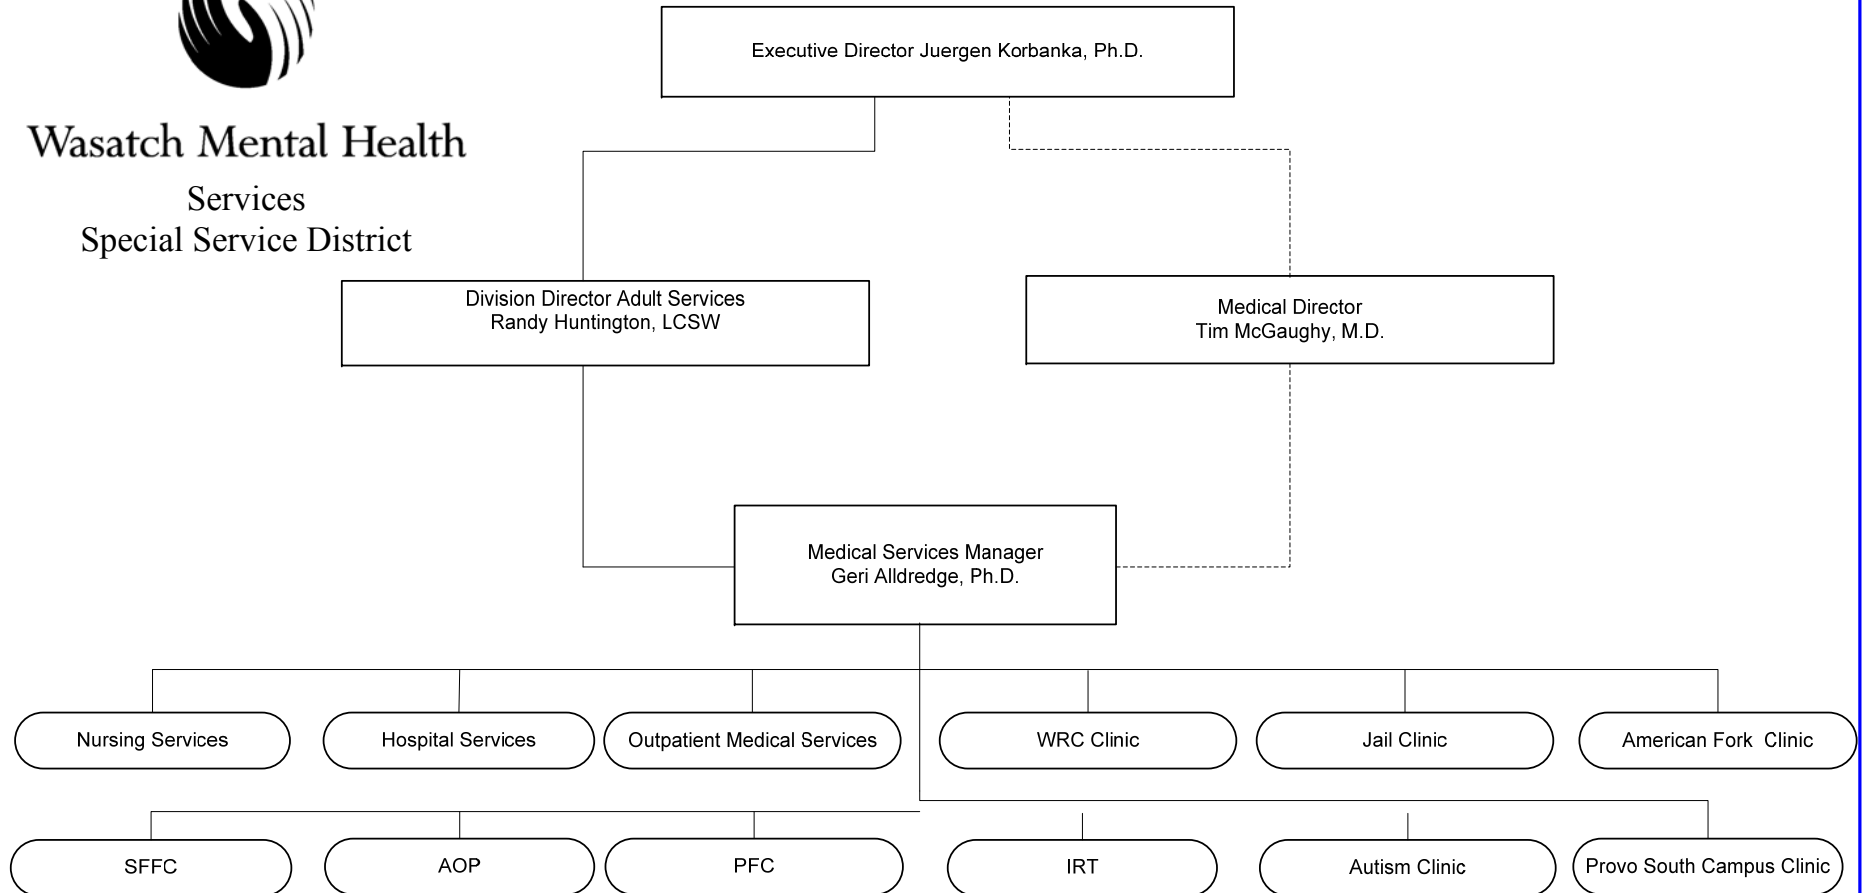 Executive Director Juergen Korbanka, Ph.D.
Wasatch Mental Health
Services
Special Service District
Division Director Adult Services
Randy Huntington, LCSW
Medical Director
Tim McGaughy, M.D.
Medical Services Manager
Geri Alldredge, Ph.D.
Nursing Services
Hospital Services
Outpatient Medical Services
WRC Clinic
Jail Clinic
American Fork  Clinic
SFFC
AOP
PFC
IRT
Autism Clinic
Provo South Campus Clinic